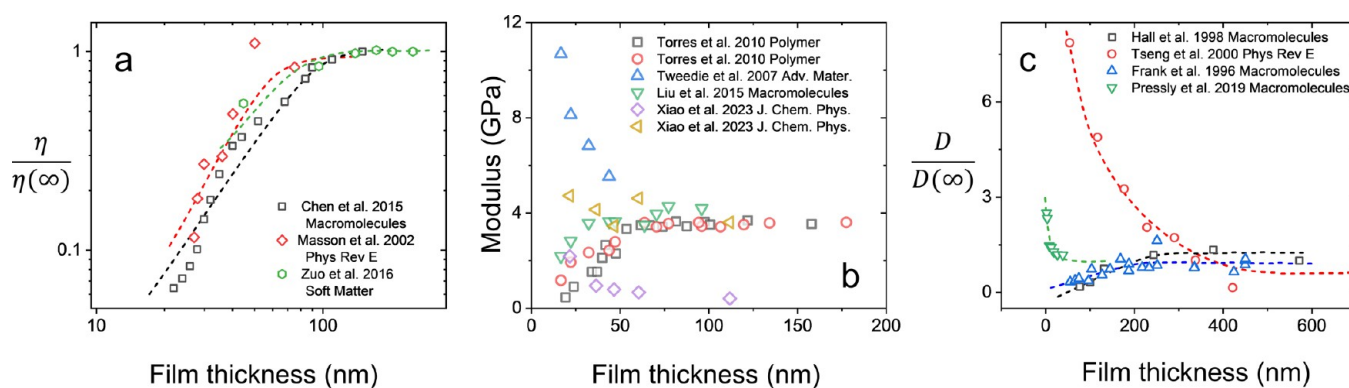 a
η
η(∞)
1
0.1
10
100
Film thickness (nm)
Chen et al. 2015
Macromolecules
Masson et al. 2002
Phys Rev E
Zuo et al. 2016
Soft Matter
b
Modulus (GPa)
12
8
4
0
0
50
100
150
200
Film thickness (nm)
Torres et al. 2010 Polymer
Torres et al. 2010 Polymer
Tweedie et al. 2007 Adv. Mater.
Liu et al. 2015 Macromolecules
Xiao et al. 2023 J. Chem. Phys.
Xiao et al. 2023 J. Chem. Phys.
c
D
D(∞)
6
3
0
0
200
400
600
Film thickness (nm)
Hall et al. 1998 Macromolecules
Tseng et al. 2000 Phys Rev E
Frank et al. 1996 Macromolecules
Pressly et al. 2019 Macromolecules